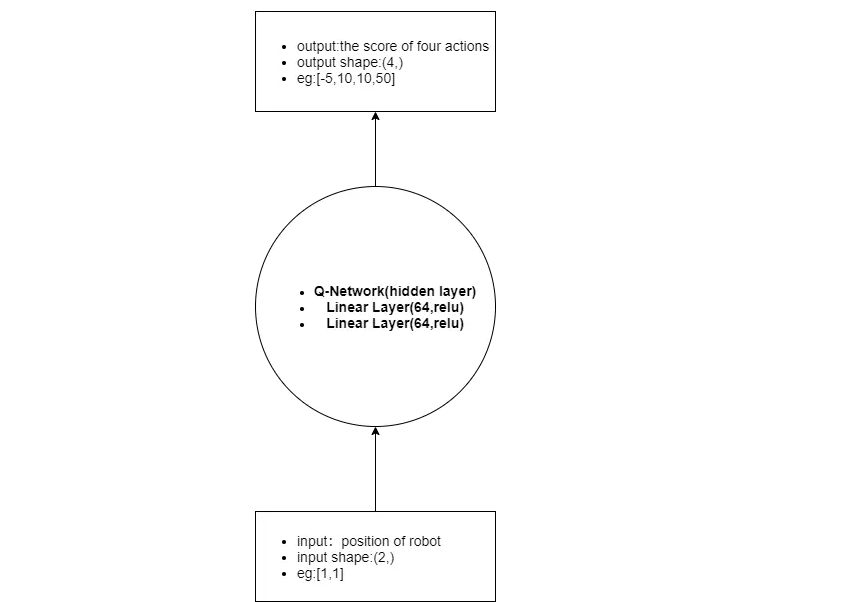 output:the score of four actions
output shape:(4,)
eg:[-5,10,10,50]
Q-Network(hidden layer)
Linear Layer(64,relu)
Linear Layer(64,relu)
input：position of robot
input shape:(2,)
eg:[1,1]